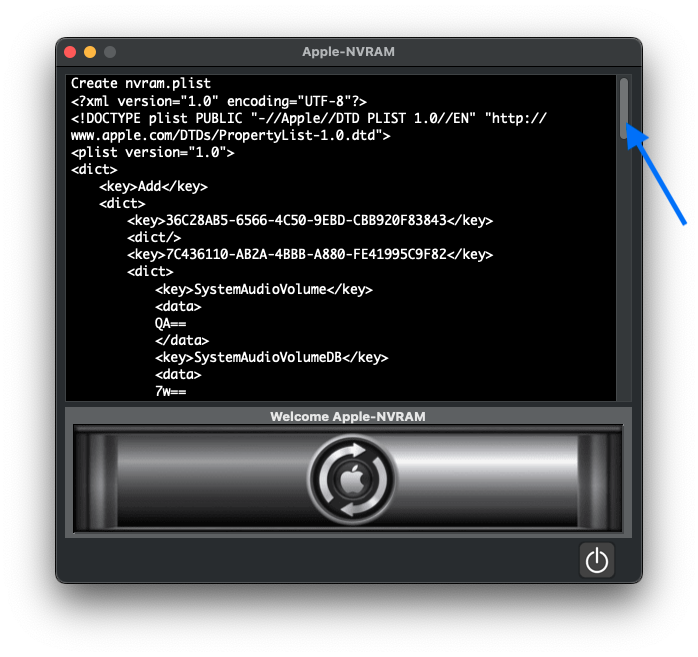 Apple-NVRAM
Create nvram.plist
<?xml version="1.0" encoding="UTF-8"?>
<!DOCTYPE plist PUBLIC "-//Apple//DTD PLIST 1.0//EN" "http://
www.apple.com/DTDs/PropertyList-1.0.dtd">
<plist version="1.0">
<dict>
    <key>Add</key>
    <dict>
        <key>36C28AB5-6566-4C50-9EBD-CBB920F83843</key>
        <dict/>
        <key>7C436110-AB2A-4BBB-A880-FE41995C9F82</key>
        <dict>
            <key>SystemAudioVolume</key>
            <data>
            QA==
            </data>
            <key>SystemAudioVolumeDB</key>
            <data>
            7w==
Welcome Apple-NVRAM